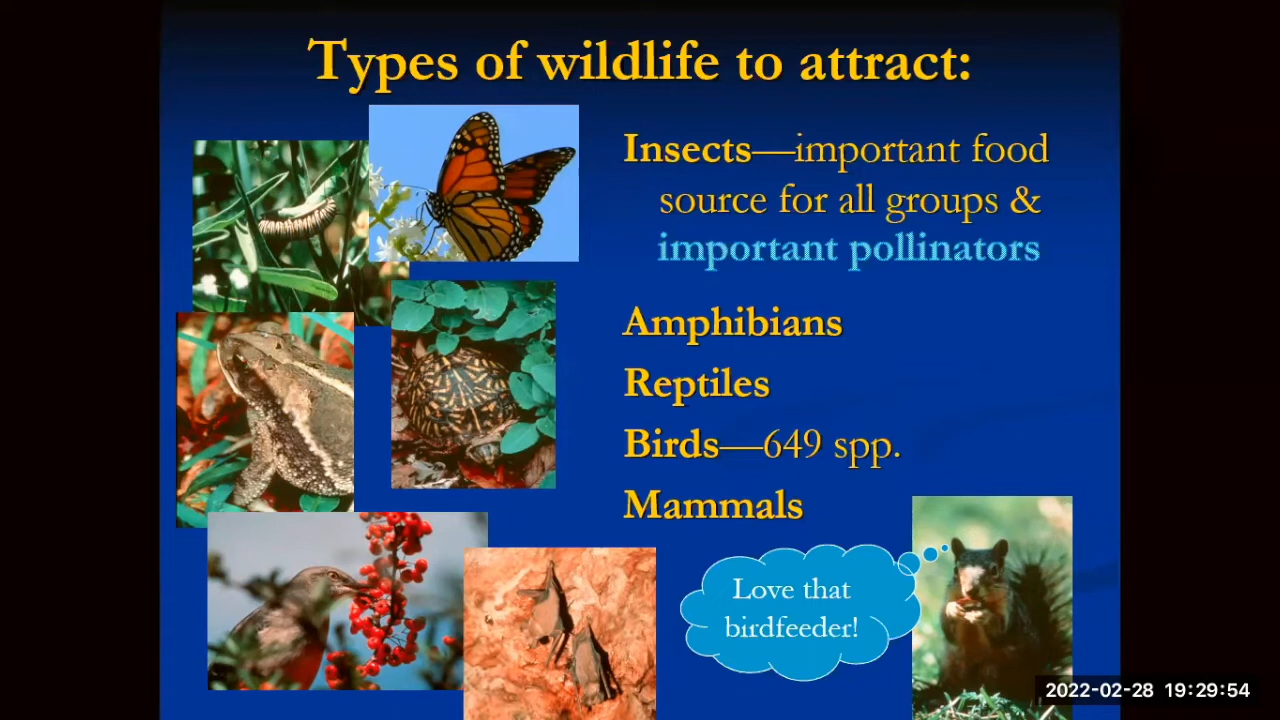 Types of wildlife to attract:
Insects—important food
source for all groups &
important pollinators
Amphibians
Reptiles
Birds—649 spp.
Mammals
Love that
birdfeeder!
2022-02-28 19:29:54